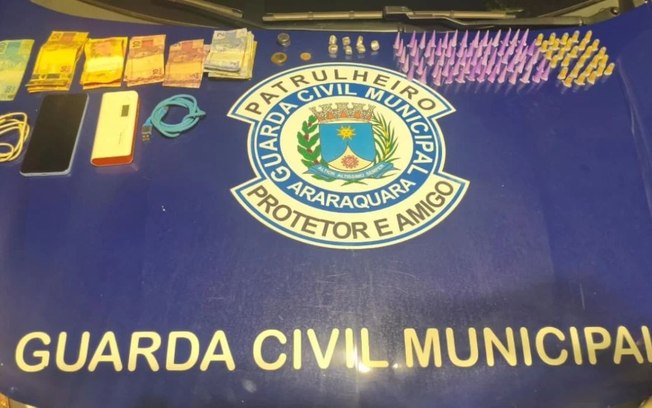 PATRULHEIRO
GUARDA CIVIL MUNICIPAL
ARARAQUARA
PROTETOR E AMIGO
GUARDA CIVIL MUNICIPAL